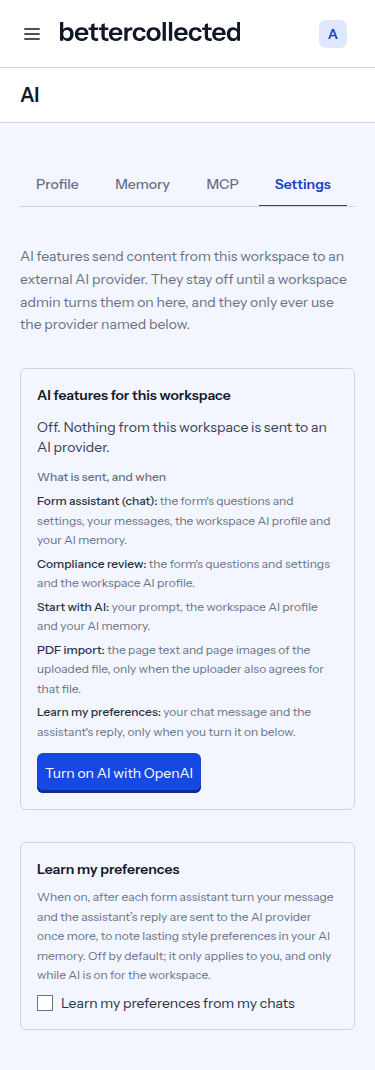 bettercollected
A
AI
Profile
Memory
MCP
Settings
AI features send content from this workspace to an
external AI provider. They stay off until a workspace
admin turns them on here, and they only ever use
the provider named below.
AI features for this workspace
Off. Nothing from this workspace is sent to an
AI provider.
What is sent, and when
Form assistant (chat): the form's questions and
settings, your messages, the workspace AI profile and
your AI memory.
Compliance review: the form's questions and settings
and the workspace AI profile.
Start with AI: your prompt, the workspace AI profile
and your AI memory.
PDF import: the page text and page images of the
uploaded file, only when the uploader also agrees for
that file.
Learn my preferences: your chat message and the
assistant's reply, only when you turn it on below.
Turn on AI with OpenAI
Learn my preferences
When on, after each form assistant turn your message
and the assistant's reply are sent to the AI provider
once more, to note lasting style preferences in your AI
memory. Off by default; it only applies to you, and only
while AI is on for the workspace.
Learn my preferences from my chats